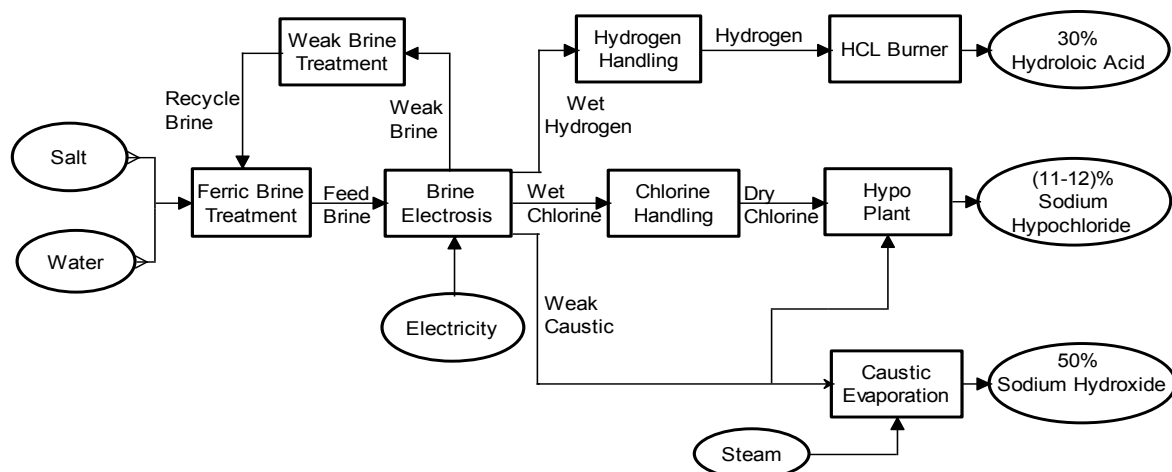 Weak Brine
Treatment
Hydrogen
Handling
Hydrogen
HCL Burner
30%
Hydroloic Acid
Recycle
Brine
Weak
Brine
Wet
Hydrogen
Salt
Water
Ferric Brine
Treatment
Feed
Brine
Brine
Electrosis
Wet
Chlorine
Chlorine
Handling
Dry
Chlorine
Hypo
Plant
(11-12)%
Sodium
Hypochloride
Electricity
Weak
Caustic
Caustic
Evaporation
50%
Sodium Hydroxide
Steam